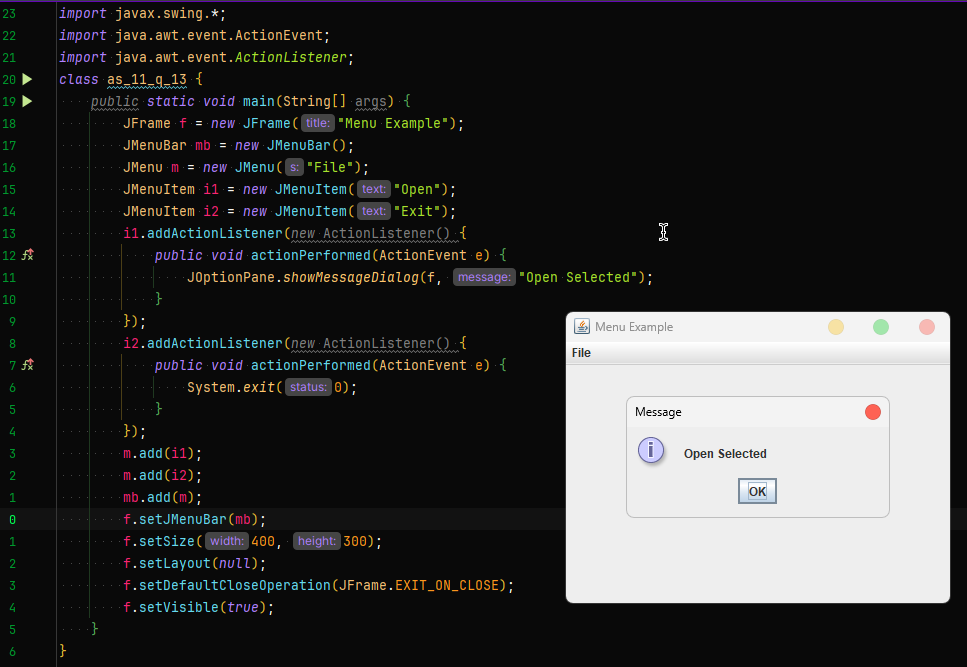 23 import javax.swing.*;
22 import java.awt.event.ActionEvent;
21 import java.awt.event.ActionListener;
20 class as_11_q_13 {
19 public static void main(String[] args) {
18 JFrame f = new JFrame( title: "Menu Example");
17 JMenuBar mb = new JMenuBar();
16 JMenu m = new JMenu( s: "File");
15 JMenuItem i1 = new JMenuItem( text: "Open");
14 JMenuItem i2 = new JMenuItem( text: "Exit");
13 i1.addActionListener(new ActionListener() {
12 public void actionPerformed(ActionEvent e) {
11 JOptionPane.showMessageDialog(f, message: "Open Selected");
10 }
9 });
8 i2.addActionListener(new ActionListener() {
7 public void actionPerformed(ActionEvent e) {
6 System.exit( status: 0);
5 }
4 });
3 m.add(i1);
2 m.add(i2);
1 mb.add(m);
0 f.setJMenuBar(mb);
1 f.setSize( width: 400, height: 300);
2 f.setLayout(null);
3 f.setDefaultCloseOperation(JFrame.EXIT_ON_CLOSE);
4 f.setVisible(true);
5 }
6 }
Menu Example
File
Message
i
Open Selected
OK